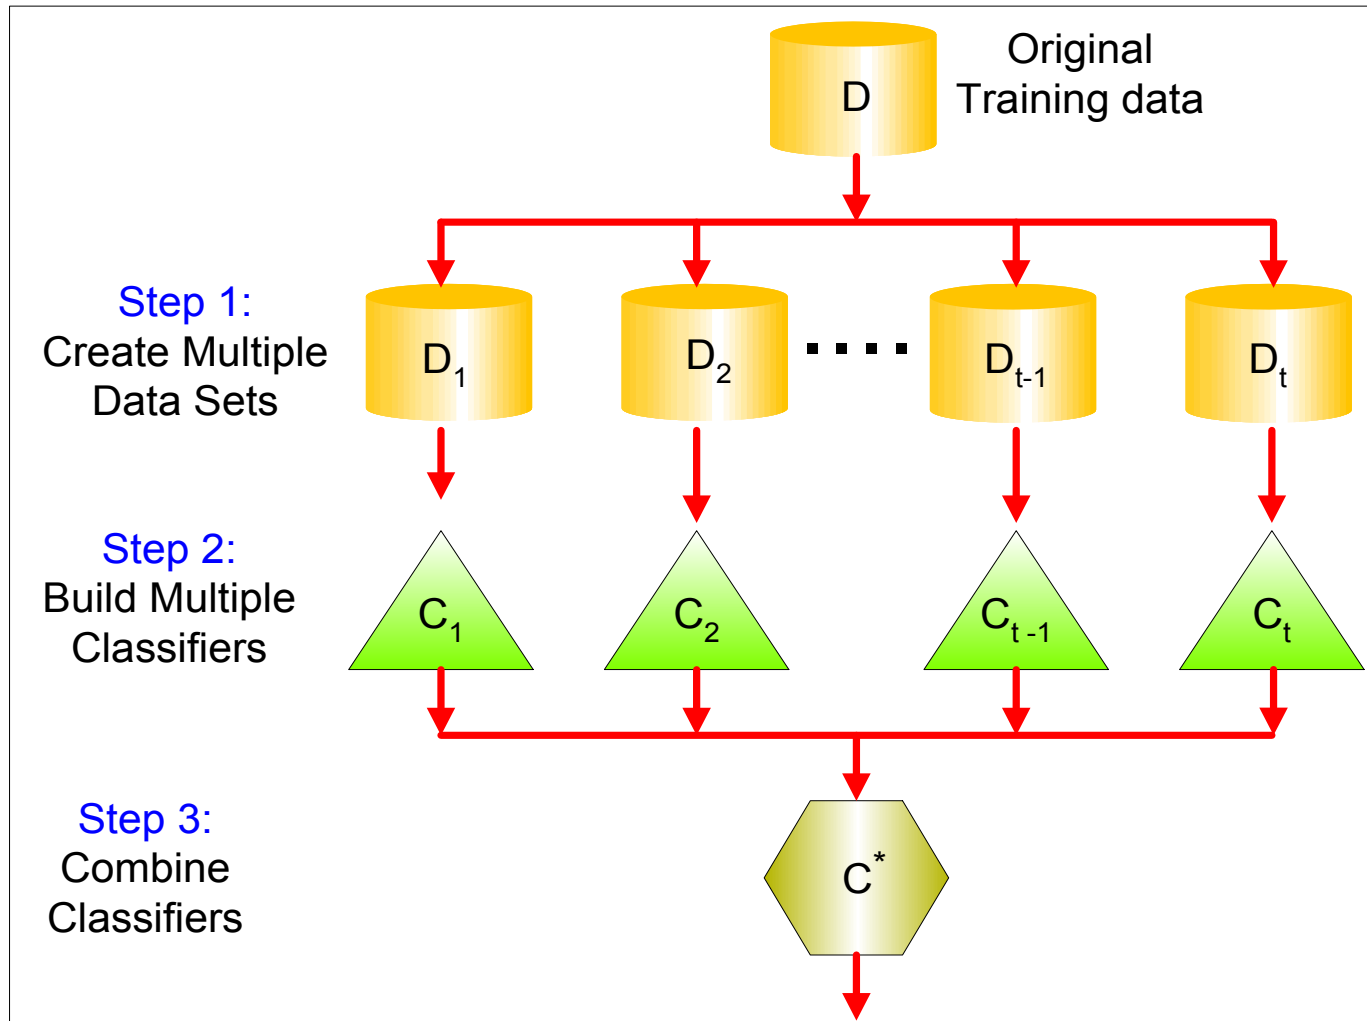 D
Original
Training data
Step 1:
Create Multiple
Data Sets
D1
D2
....
Dt-1
Dt
Step 2:
Build Multiple
Classifiers
C1
C2
Ct -1
Ct
Step 3:
Combine
Classifiers
C*